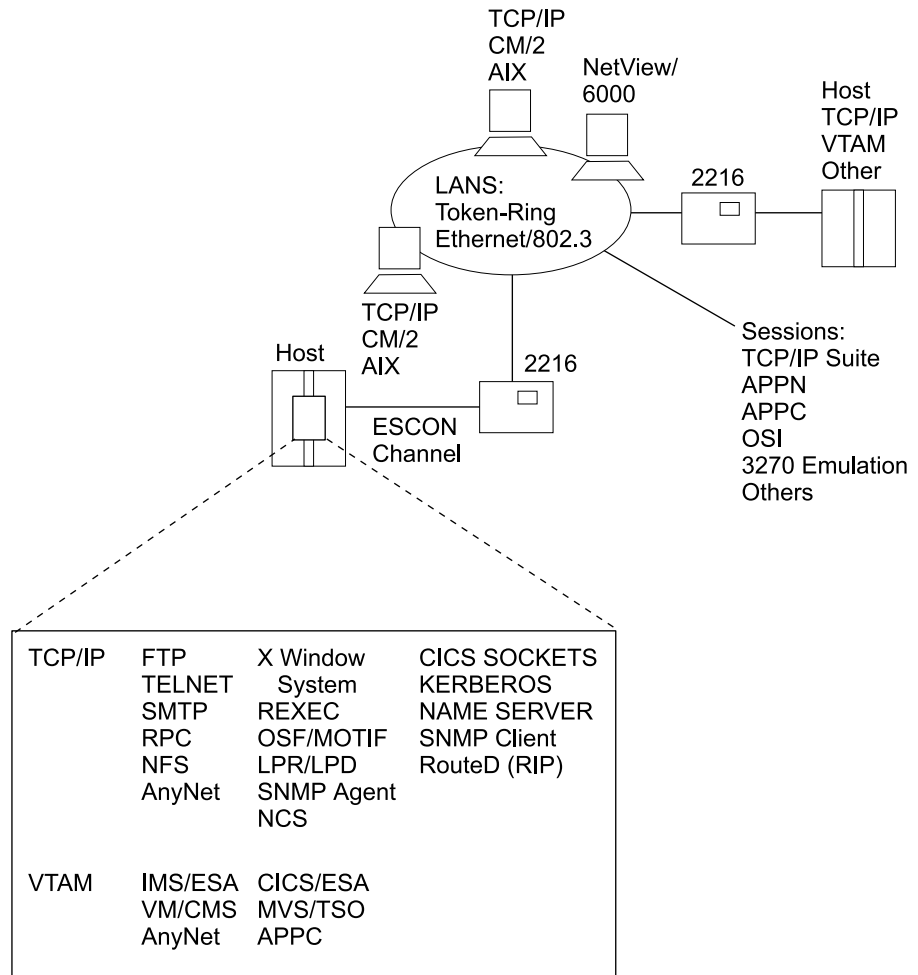 TCP/IP
CM/2
AIX
NetView/
6000
Host
TCP/IP
VTAM
Other
2216
LANS:
Token-Ring
Ethernet/802.3
TCP/IP
CM/2
AIX
Host
2216
ESCON
Channel
Sessions:
TCP/IP Suite
APPN
APPC
OSI
3270 Emulation
Others
TCP/IP FTP X Window CICS SOCKETS
TELNET System KERBEROS
SMTP REXEC NAME SERVER
RPC OSF/MOTIF SNMP Client
NFS LPR/LPD RouteD (RIP)
AnyNet SNMP Agent
NCS
VTAM IMS/ESA CICS/ESA
VM/CMS MVS/TSO
AnyNet APPC